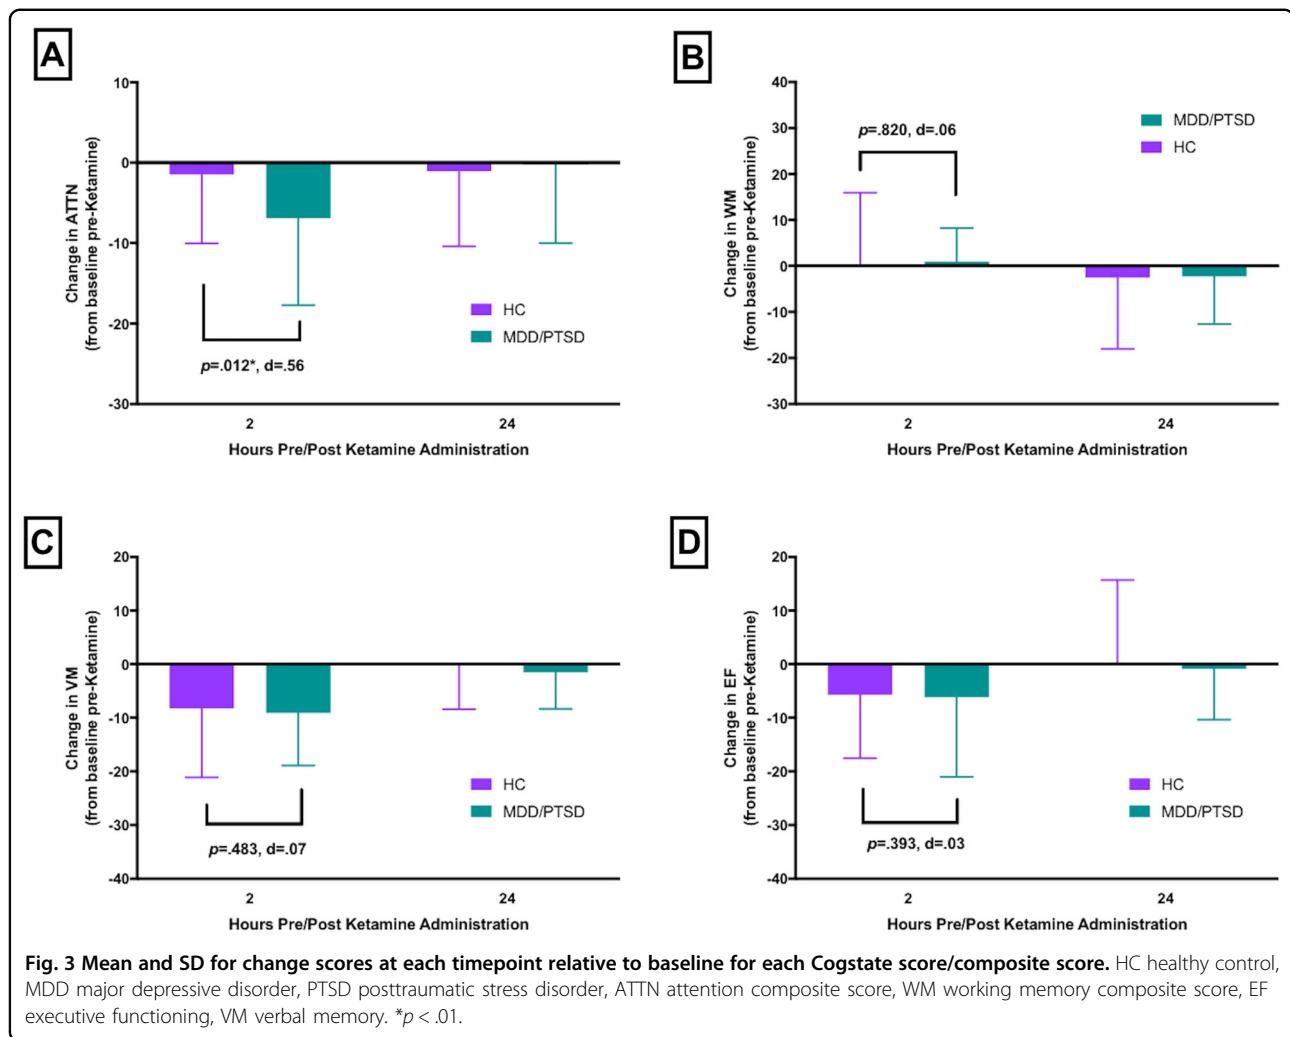 A
10
0
-10
-20
-30
Change in ATTN
(from baseline pre-Ketamine)
HC
MDD/PTSD
p=.012*, d=.56
2
24
Hours Pre/Post Ketamine Administration
B
40
30
20
10
0
-10
-20
-30
Change in WM
(from baseline pre-Ketamine)
MDD/PTSD
HC
p=.820, d=.06
2
24
Hours Pre/Post Ketamine Administration
C
20
10
0
-10
-20
-30
-40
Change in VM
(from baseline pre-Ketamine)
HC
MDD/PTSD
p=.483, d=.07
2
24
Hours Pre/Post Ketamine Administration
D
20
10
0
-10
-20
-30
-40
Change in EF
(from baseline pre-Ketamine)
HC
MDD/PTSD
p=.393, d=.03
2
24
Hours Pre/Post Ketamine Administration
Fig. 3 Mean and SD for change scores at each timepoint relative to baseline for each Cogstate score/composite score. HC healthy control,
MDD major depressive disorder, PTSD posttraumatic stress disorder, ATTN attention composite score, WM working memory composite score, EF
executive functioning, VM verbal memory. *p < .01.